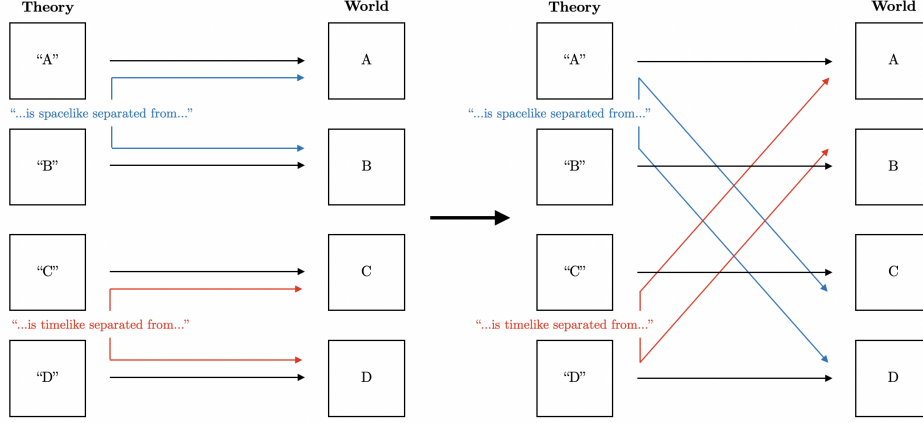 Theory World Theory World
“A” A “A” A
“...is spacelike separated from...” “...is spacelike separated from...”
“B” B “B” B
“C” C “C” C
“...is timelike separated from...” “...is timelike separated from...”
“D” D “D” D